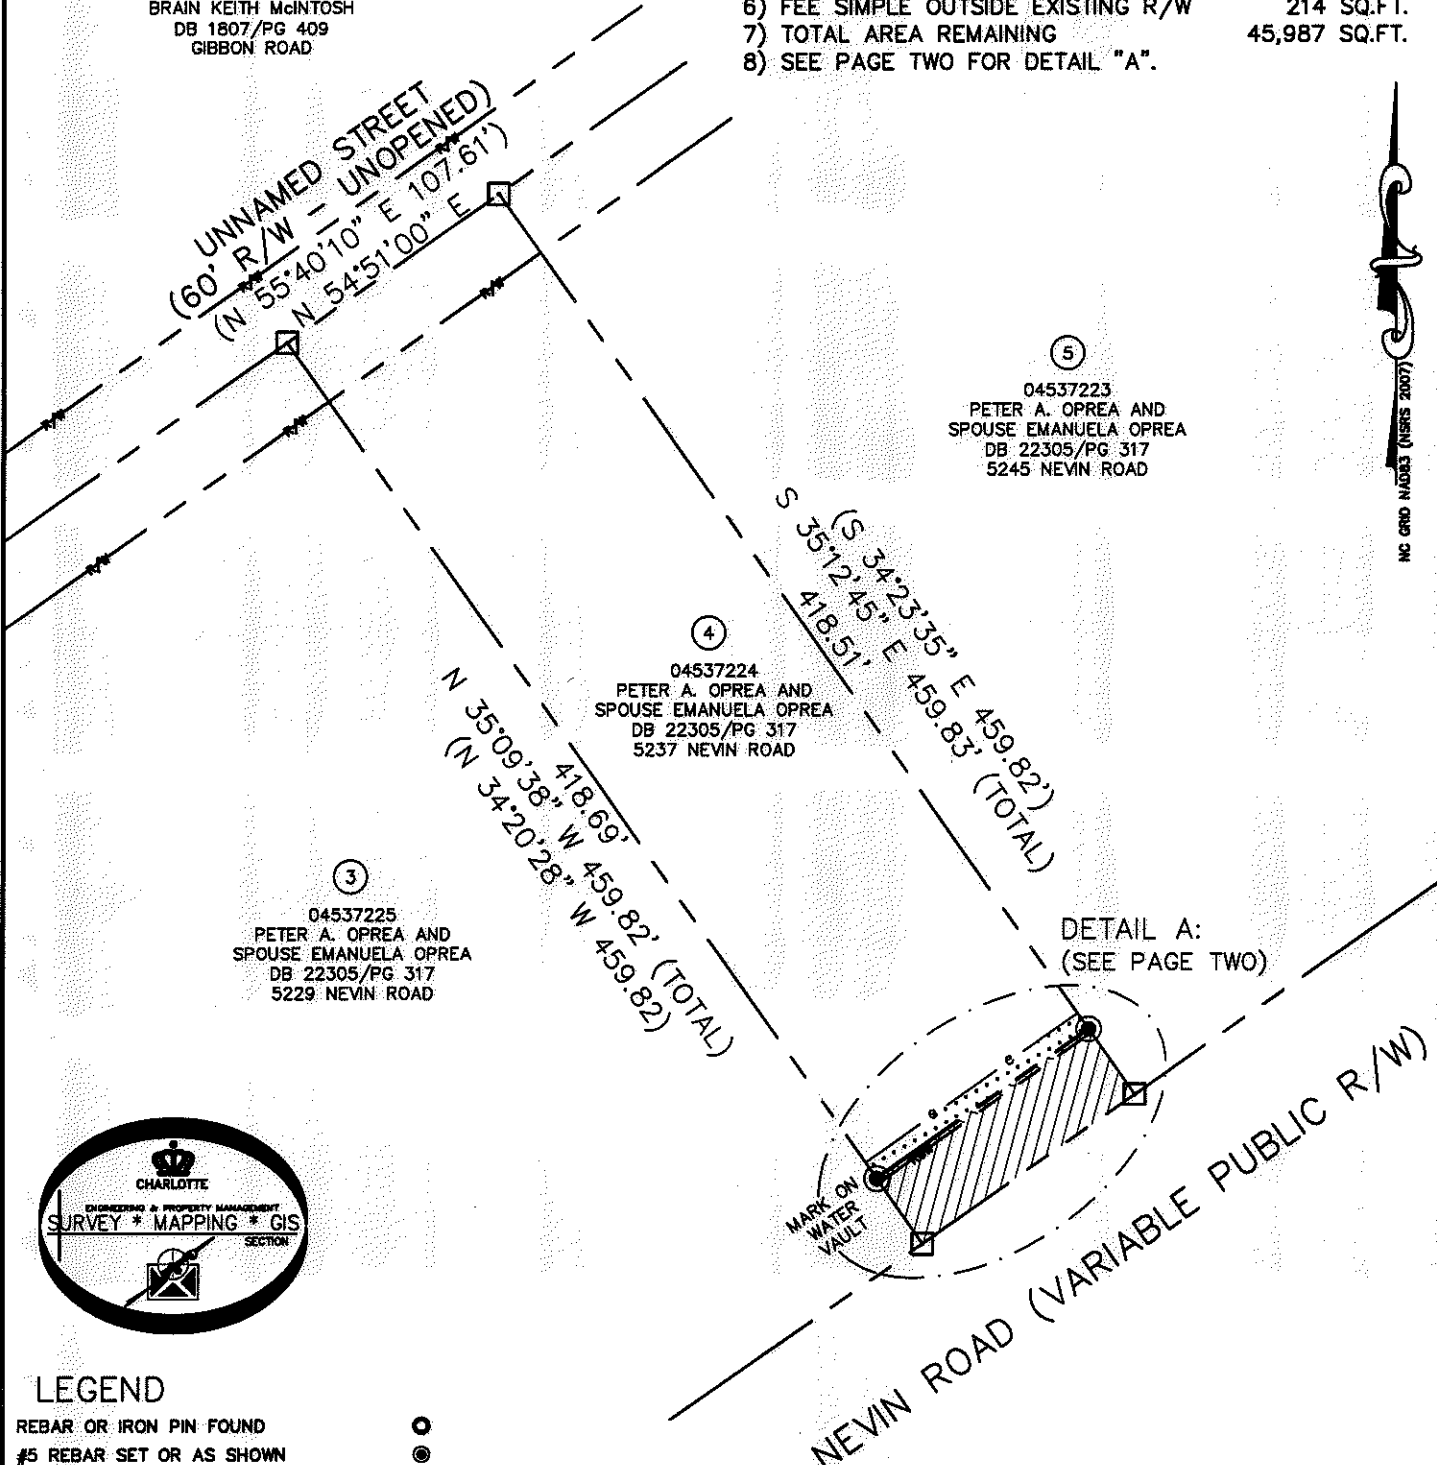 BRAIN KEITH McINTOSH
DB 1807/PG 409
GIBBON ROAD
6) FEE SIMPLE OUTSIDE EXISTING R/W 214 SQ.FT.
7) TOTAL AREA REMAINING 45,987 SQ.FT.
8) SEE PAGE TWO FOR DETAIL "A".
UNNAMED STREET
(60' R/W - UNOPENED)
(N 55°40'10" E 107.61')
N 54°51'00" E
R/W
R/W
R/W
R/W
R/W
R/W
NC GRID NAD83 (NSRS 2007)
5
04537223
PETER A. OPREA AND
SPOUSE EMANUELA OPREA
DB 22305/PG 317
5245 NEVIN ROAD
(S 34°23'35" E 459.82')
S 35°12'45" E 459.83' (TOTAL)
418.51'
4
04537224
PETER A. OPREA AND
SPOUSE EMANUELA OPREA
DB 22305/PG 317
5237 NEVIN ROAD
418.69'
N 35°09'38" W 459.82' (TOTAL)
(N 34°20'28" W 459.82)
3
04537225
PETER A. OPREA AND
SPOUSE EMANUELA OPREA
DB 22305/PG 317
5229 NEVIN ROAD
DETAIL A:
(SEE PAGE TWO)
e
e
R/W
MARK ON
WATER
VAULT
NEVIN ROAD (VARIABLE PUBLIC R/W)
CHARLOTTE
ENGINEERING & PROPERTY MANAGEMENT
SURVEY * MAPPING * GIS
SECTION
LEGEND
REBAR OR IRON PIN FOUND
#5 REBAR SET OR AS SHOWN